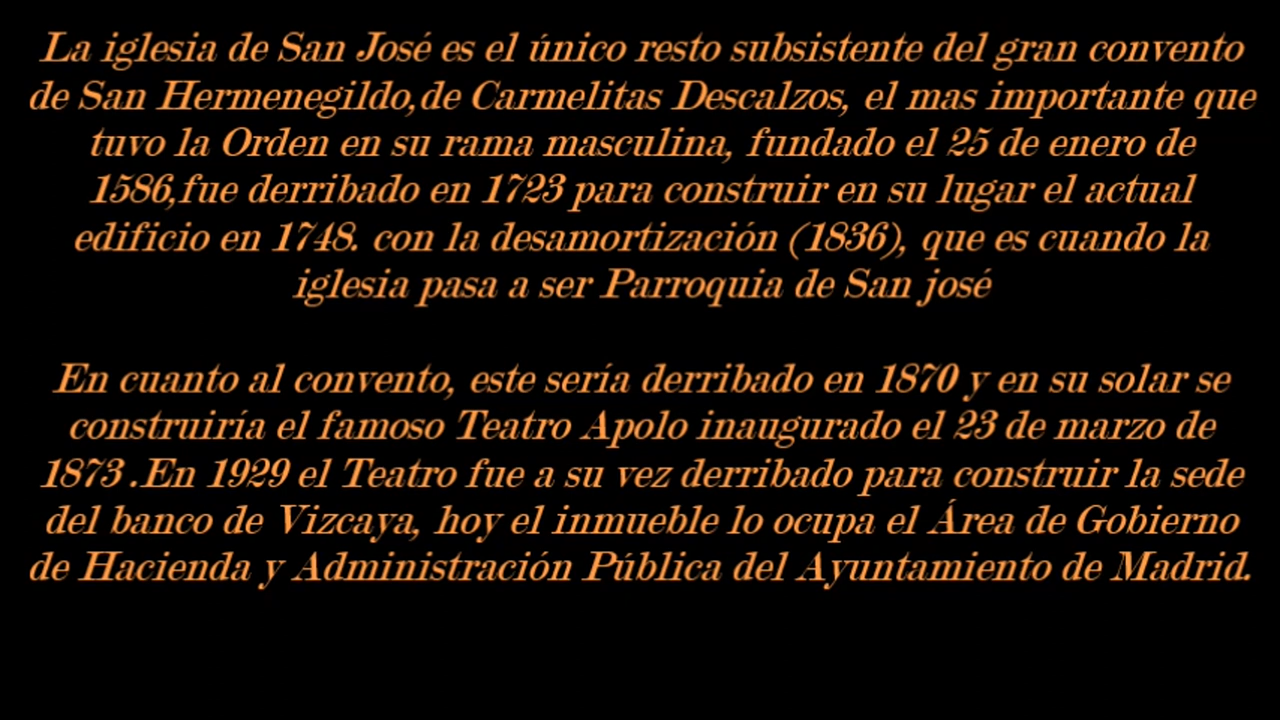 La iglesia de San José es el único resto subsistente del gran convento
de San Hermenegildo,de Carmelitas Descalzos, el mas importante que
tuvo la Orden en su rama masculina, fundado el 25 de enero de
1586,fue derribado en 1723 para construir en su lugar el actual
edificio en 1748. con la desamortización (1836), que es cuando la
iglesia pasa a ser Parroquia de San josé
En cuanto al convento, este sería derribado en 1870 y en su solar se
construiría el famoso Teatro Apolo inaugurado el 23 de marzo de
1873 .En 1929 el Teatro fue a su vez derribado para construir la sede
del banco de Vizcaya, hoy el inmueble lo ocupa el Área de Gobierno
de Hacienda y Administración Pública del Ayuntamiento de Madrid.